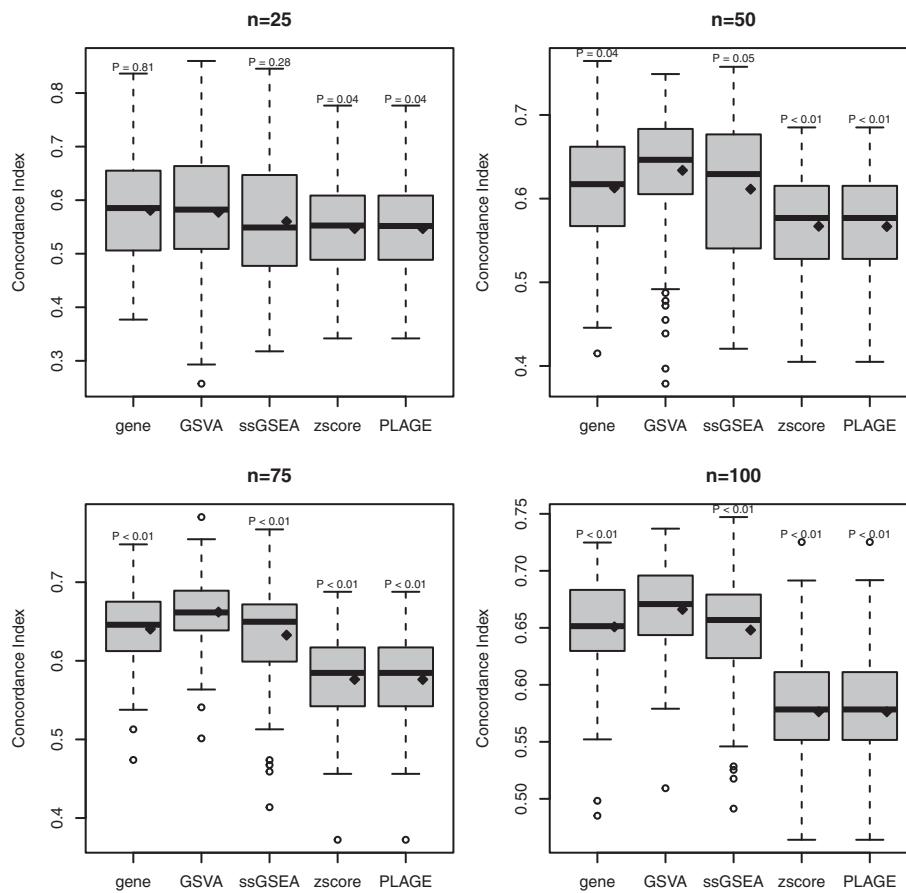 n=25
Concordance Index
0.3 0.4 0.5 0.6 0.7 0.8
P = 0.81
P = 0.28
P = 0.04
P = 0.04
gene GSVA ssGSEA zscore PLAGE
n=50
Concordance Index
0.4 0.5 0.6 0.7
P = 0.04
P = 0.05
P < 0.01
P < 0.01
gene GSVA ssGSEA zscore PLAGE
n=75
Concordance Index
0.4 0.5 0.6 0.7
P < 0.01
P < 0.01
P < 0.01
P < 0.01
gene GSVA ssGSEA zscore PLAGE
n=100
Concordance Index
0.50 0.55 0.60 0.65 0.70 0.75
P < 0.01
P < 0.01
P < 0.01
P < 0.01
gene GSVA ssGSEA zscore PLAGE